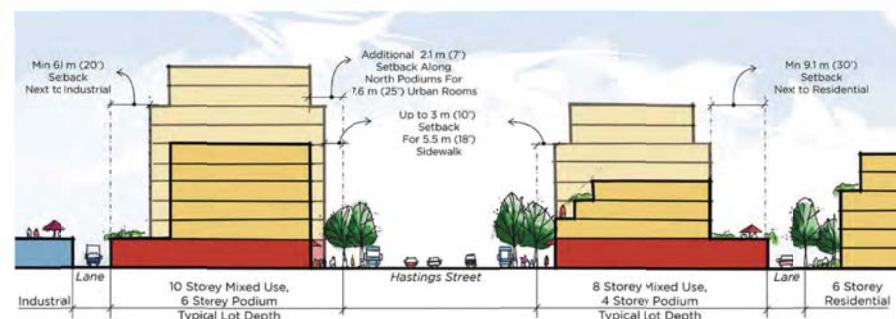 Min 6.1 m (20')
Setback
Next to Industrial
Additional 2.1 m (7')
Setback Along
North Podiums For
7.6 m (25') Urban Rooms
Up to 3 m (10')
Setback
For 5.5 m (18')
Sidewalk
Min 9.1 m (30')
Setback
Next to Residential
Lane
Hastings Street
Lane
Industrial
10 Storey Mixed Use,
6 Storey Podium
Typical Lot Depth
8 Storey Mixed Use,
4 Storey Podium
Typical Lot Depth
6 Storey
Residential